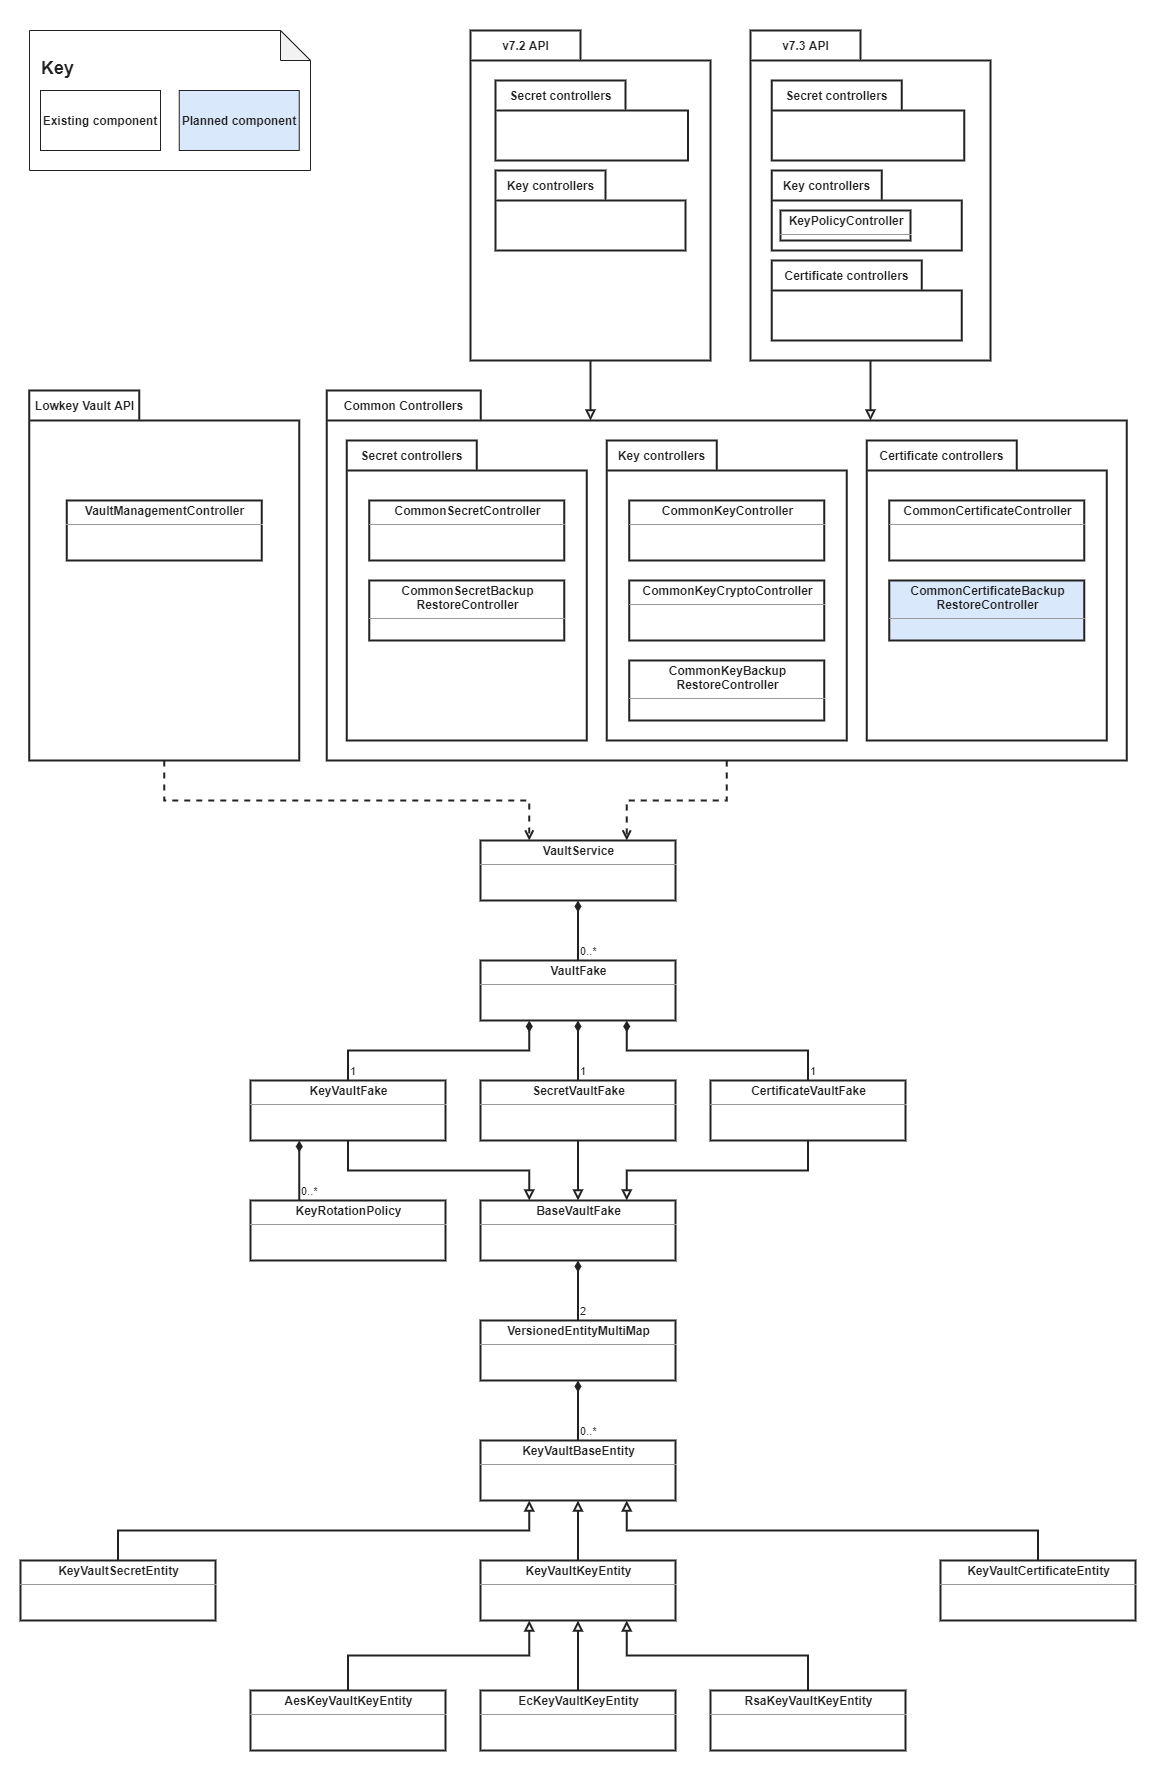 Key
Existing component
Planned component
v7.2 API
Secret controllers
Key controllers
v7.3 API
Secret controllers
Key controllers
KeyPolicyController
Certificate controllers
Lowkey Vault API
VaultManagementController
Common Controllers
Secret controllers
CommonSecretController
CommonSecretBackup
RestoreController
Key controllers
CommonKeyController
CommonKeyCryptoController
CommonKeyBackup
RestoreController
Certificate controllers
CommonCertificateController
CommonCertificateBackup
RestoreController
VaultService
0..*
VaultFake
1
1
1
KeyVaultFake
SecretVaultFake
CertificateVaultFake
0..*
KeyRotationPolicy
BaseVaultFake
2
VersionedEntityMultiMap
0..*
KeyVaultBaseEntity
KeyVaultSecretEntity
KeyVaultKeyEntity
KeyVaultCertificateEntity
AesKeyVaultKeyEntity
EcKeyVaultKeyEntity
RsaKeyVaultKeyEntity